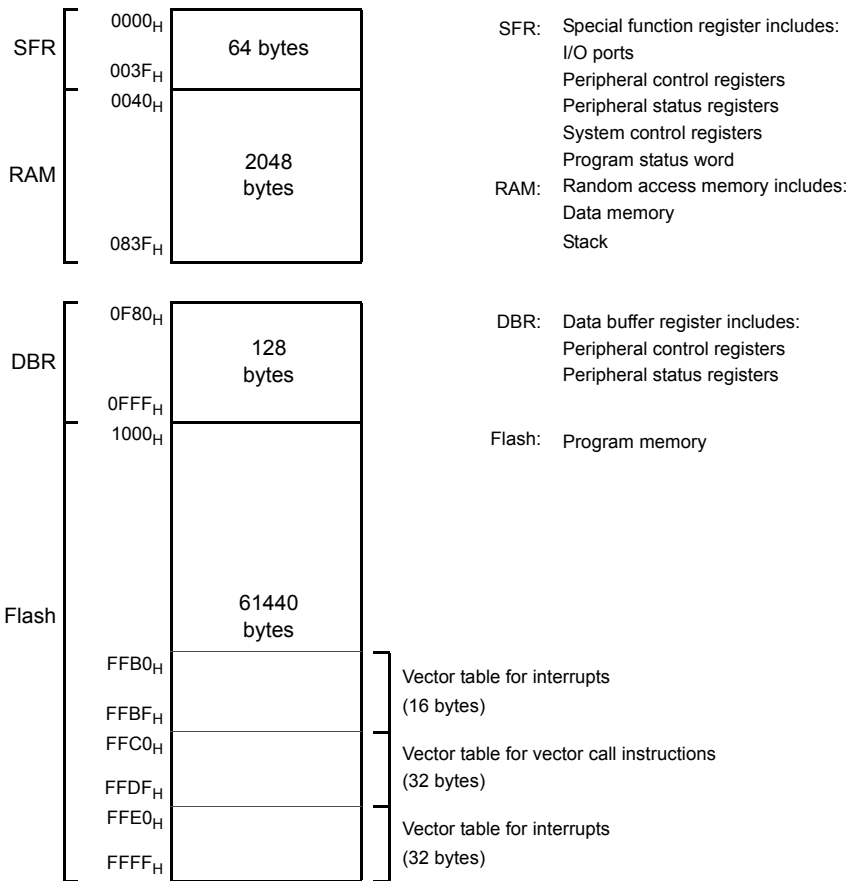 SFR
0000H
64 bytes
003FH
RAM
0040H
2048
bytes
083FH
DBR
0F80H
128
bytes
0FFFH
Flash
1000H
61440
bytes
FFB0H
FFBFH
Vector table for interrupts
(16 bytes)
FFC0H
FFDFH
Vector table for vector call instructions
(32 bytes)
FFE0H
FFFFH
Vector table for interrupts
(32 bytes)
SFR: Special function register includes:
I/O ports
Peripheral control registers
Peripheral status registers
System control registers
Program status word
RAM: Random access memory includes:
Data memory
Stack
DBR: Data buffer register includes:
Peripheral control registers
Peripheral status registers
Flash: Program memory